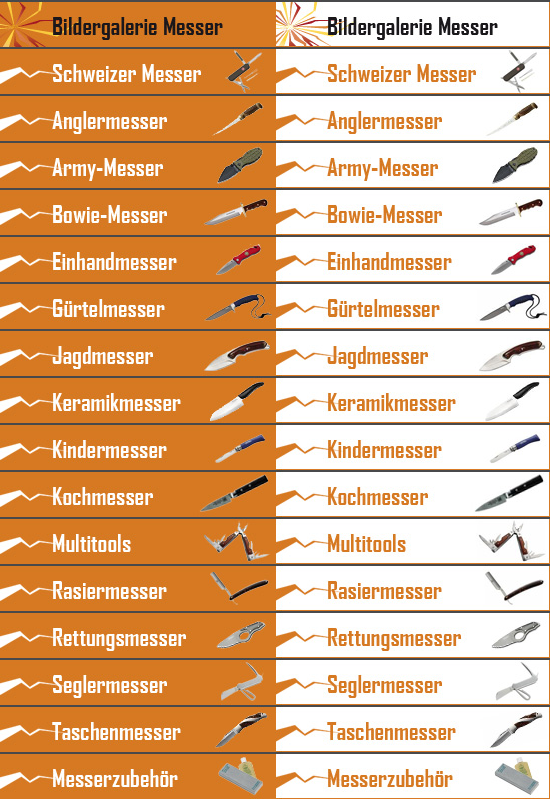 Bildergalerie Messer Bildergalerie Messer
Schweizer Messer Schweizer Messer
Anglermesser Anglermesser
Army-Messer Army-Messer
Bowie-Messer Bowie-Messer
Einhandmesser Einhandmesser
Gürtelmesser Gürtelmesser
Jagdmesser Jagdmesser
Keramikmesser Keramikmesser
Kindermesser Kindermesser
Kochmesser Kochmesser
Multitools Multitools
Rasiermesser Rasiermesser
Rettungsmesser Rettungsmesser
Seglermesser Seglermesser
Taschenmesser Taschenmesser
Messerzubehör Messerzubehör